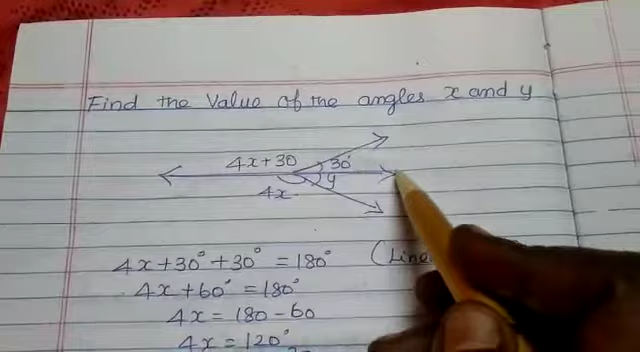 Find the Value of the angles x and y
4x+30
30°
y
4x
4x+30°+30° = 180° (Line
4x+60° = 180°
4x = 180-60
4x = 120°